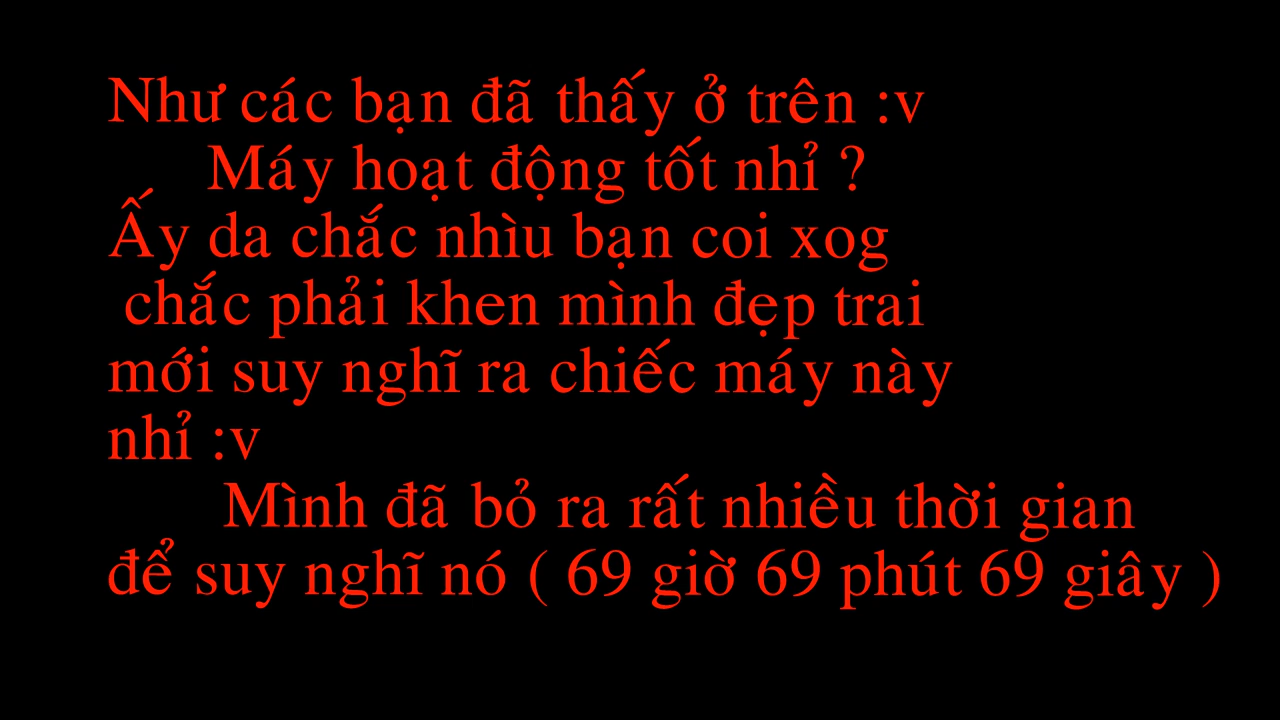 Như các bạn đã thấy ở trên :v
Máy hoạt động tốt nhỉ ?
Ấy da chắc nhìu bạn coi xog
chắc phải khen mình đẹp trai
mới suy nghĩ ra chiếc máy này
nhỉ :v
Mình đã bỏ ra rất nhiều thời gian
để suy nghĩ nó ( 69 giờ 69 phút 69 giây )